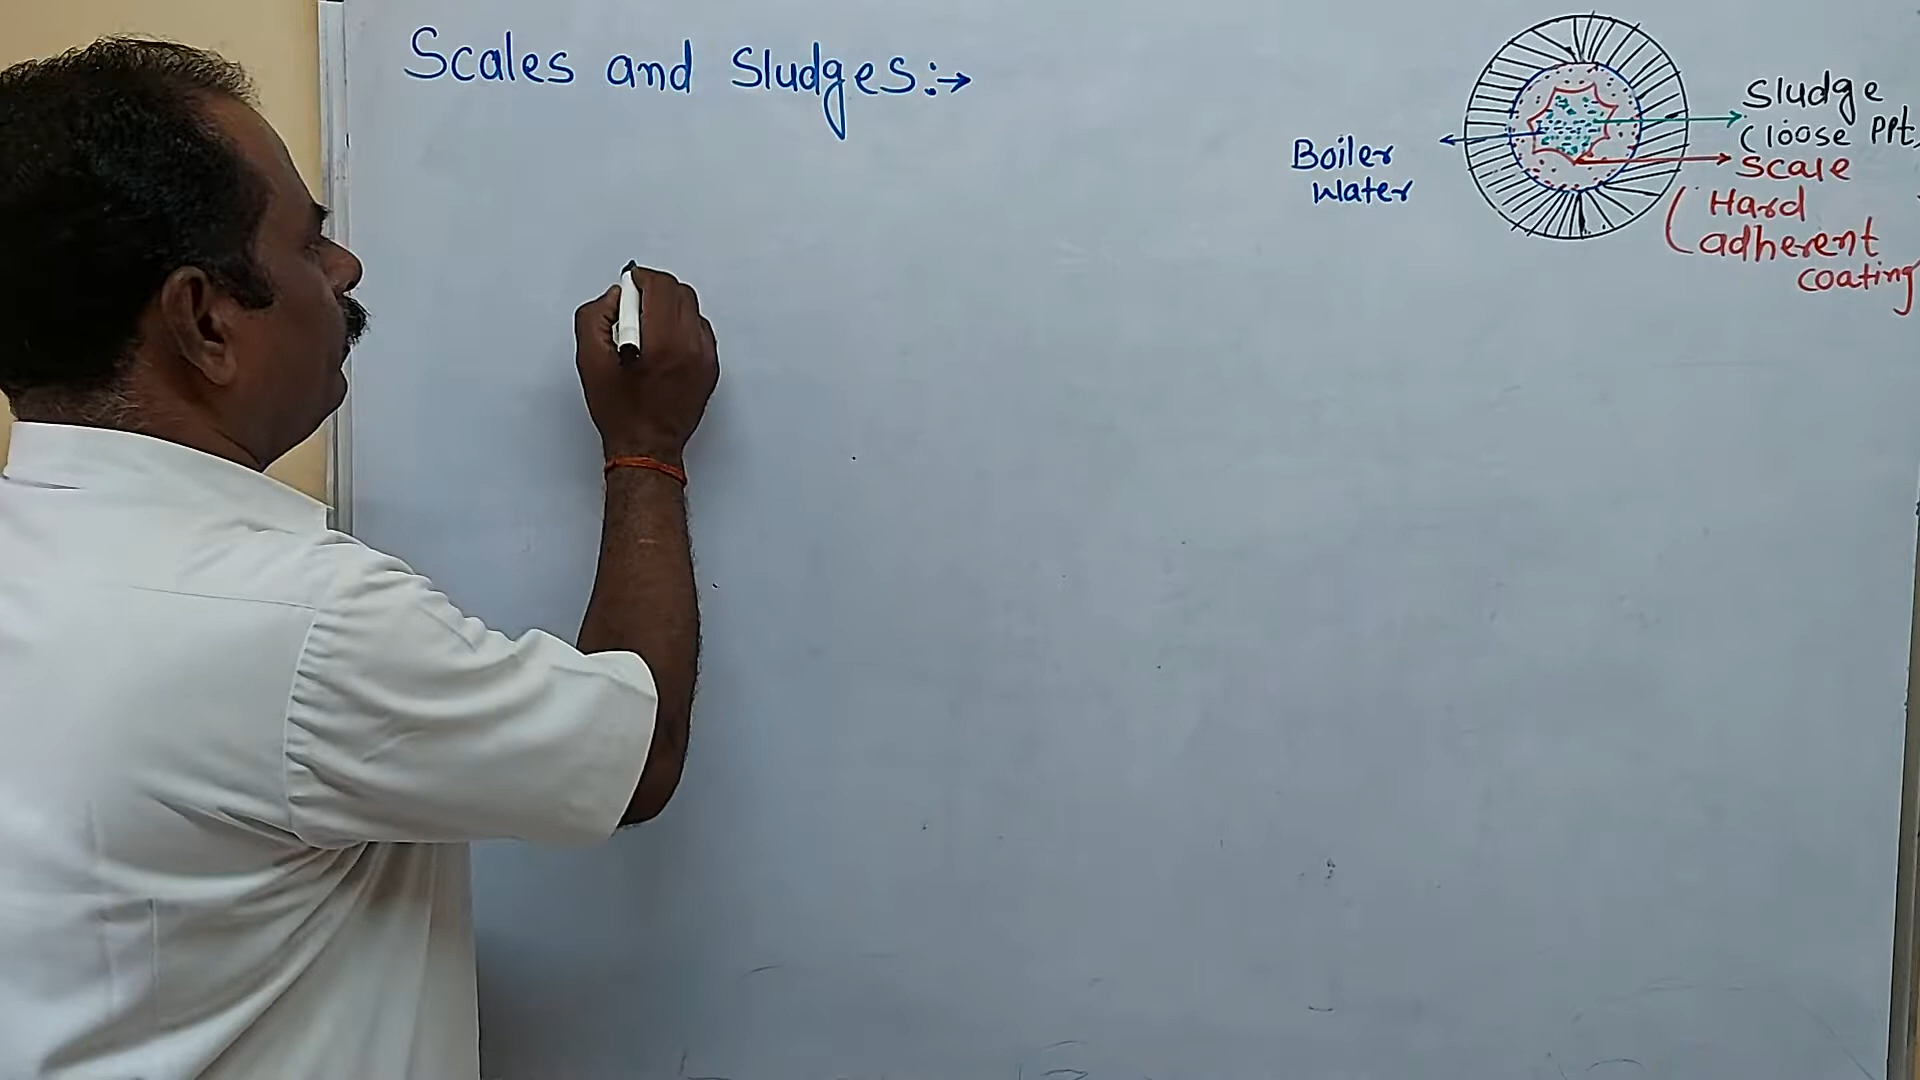 Scales and Sludges:→
Boiler
Water
Sludge
(loose PPt)
Scale
(Hard
adherent
coating